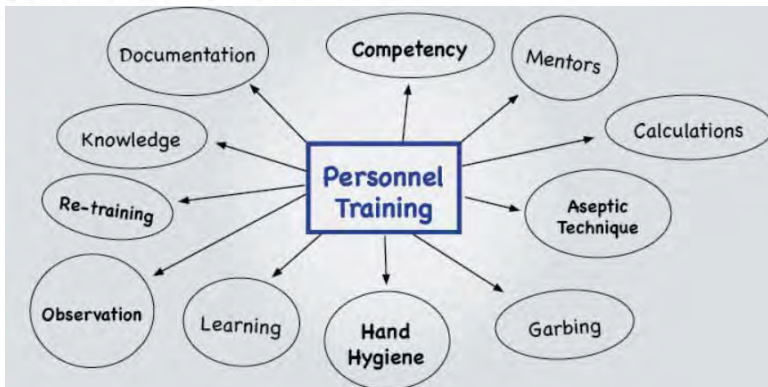 Documentation
Competency
Mentors
Knowledge
Calculations
Personnel
Training
Re-training
Aseptic
Technique
Observation
Learning
Hand
Hygiene
Garbing